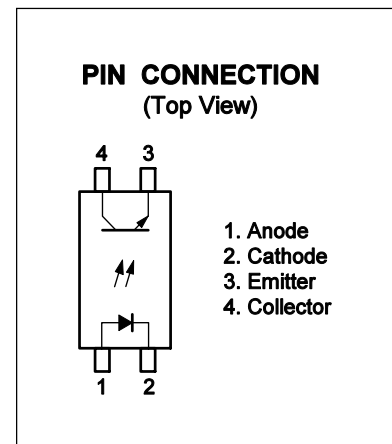 PIN CONNECTION
(Top View)
4 3
1. Anode
2. Cathode
3. Emitter
4. Collector
1 2